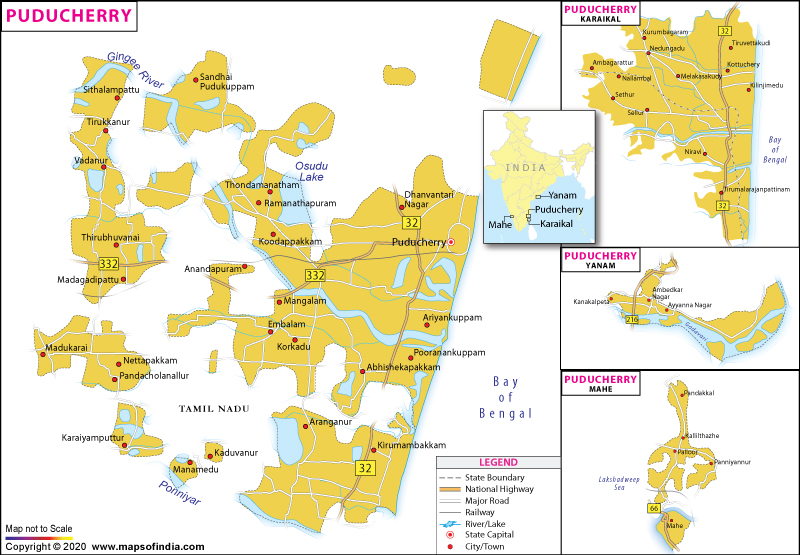 PUDUCHERRY
Gingee River
Sandhai
Pudukuppam
Sithalampattu
Tirukkanur
Vadanur
Osudu
Lake
Thondamanatham
Ramanathapuram
Dhanvantari
Nagar
32
Koodappakkam
Puducherry
Thirubhuvanai
332
Anandapuram
332
Madagadipattu
Mangalam
Embalam
Korkadu
Ariyankuppam
Madukarai
Nettapakkam
Pandacholanallur
Pooranankuppam
Abhishekapakkam
TAMIL NADU
Bay
of
Bengal
Aranganur
Karaiyamputtur
Kaduvanur
Manamedu
Kirumambakkam
32
Ponniyar
INDIA
Yanam
Puducherry
Mahe
Karaikal
LEGEND
State Boundary
National Highway
Major Road
Railway
River/Lake
State Capital
City/Town
Map not to Scale
Copyright © 2020 www.mapsofindia.com
PUDUCHERRY
KARAIKAL
32
Kurumbagaram
Tiruvettakudi
Nedungadu
Ambagarattur
Kottuchery
Nallambal
Melakasakudy
Kilinjimedu
Sethur
Sellur
Niravi
Bay
of
Bengal
Tirumalarajanpattinam
32
PUDUCHERRY
YANAM
Kanakalpeta
Ambedkar
Nagar
Ayyanna Nagar
216
Godavari
PUDUCHERRY
MAHE
Pandakkal
Kallilthazhe
Palloor
Panniyannur
Lakshadweep
Sea
66
Mahe